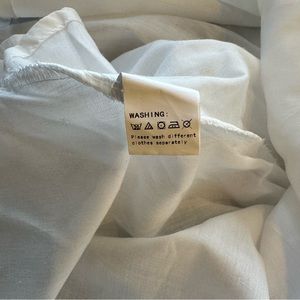 WASHING:
Please wash different
clothes separately